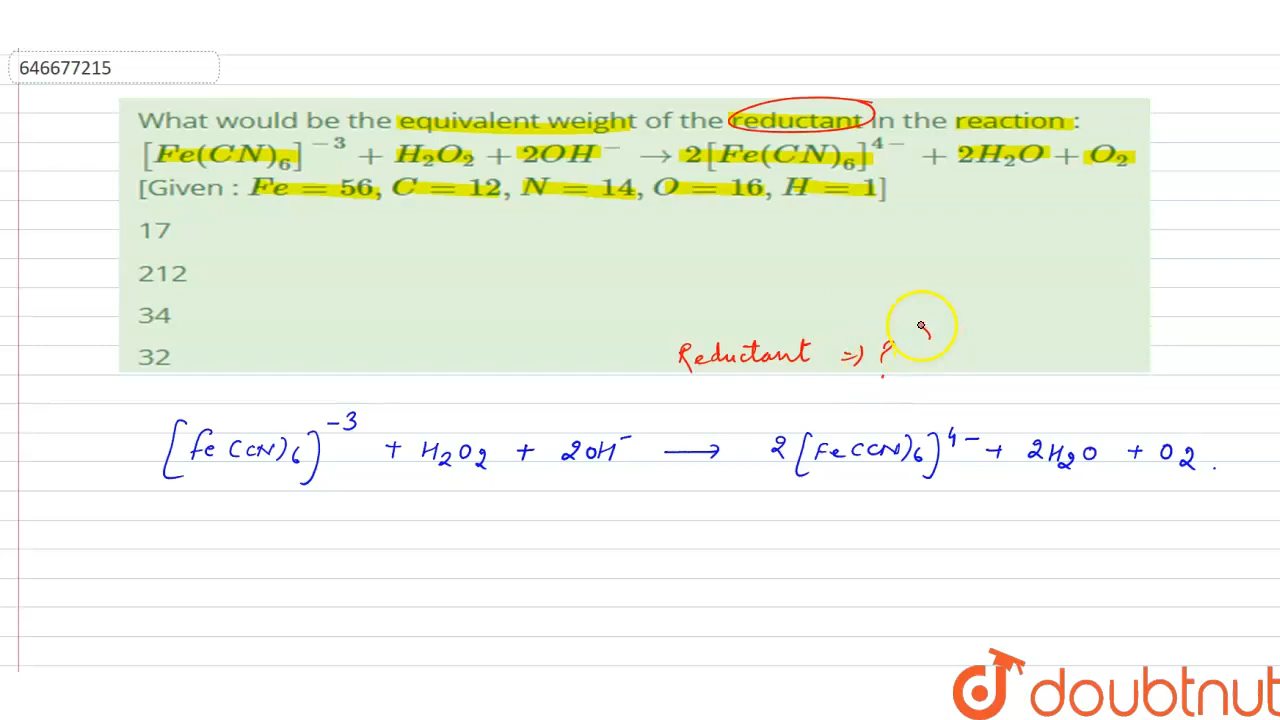 646677215
What would be the equivalent weight of the reductant in the reaction :
[Fe(CN)₆]⁻³ + H₂O₂ + 2OH⁻ → 2[Fe(CN)₆]⁴⁻ + 2H₂O + O₂
[Given : Fe = 56, C = 12, N = 14, O = 16, H = 1]
17
212
34
32
Reductant ⇒ ?
[Fe(CN)₆]⁻³ + H₂O₂ + 2OH⁻ → 2[Fe(CN)₆]⁴⁻ + 2H₂O + O₂.
doubtnut